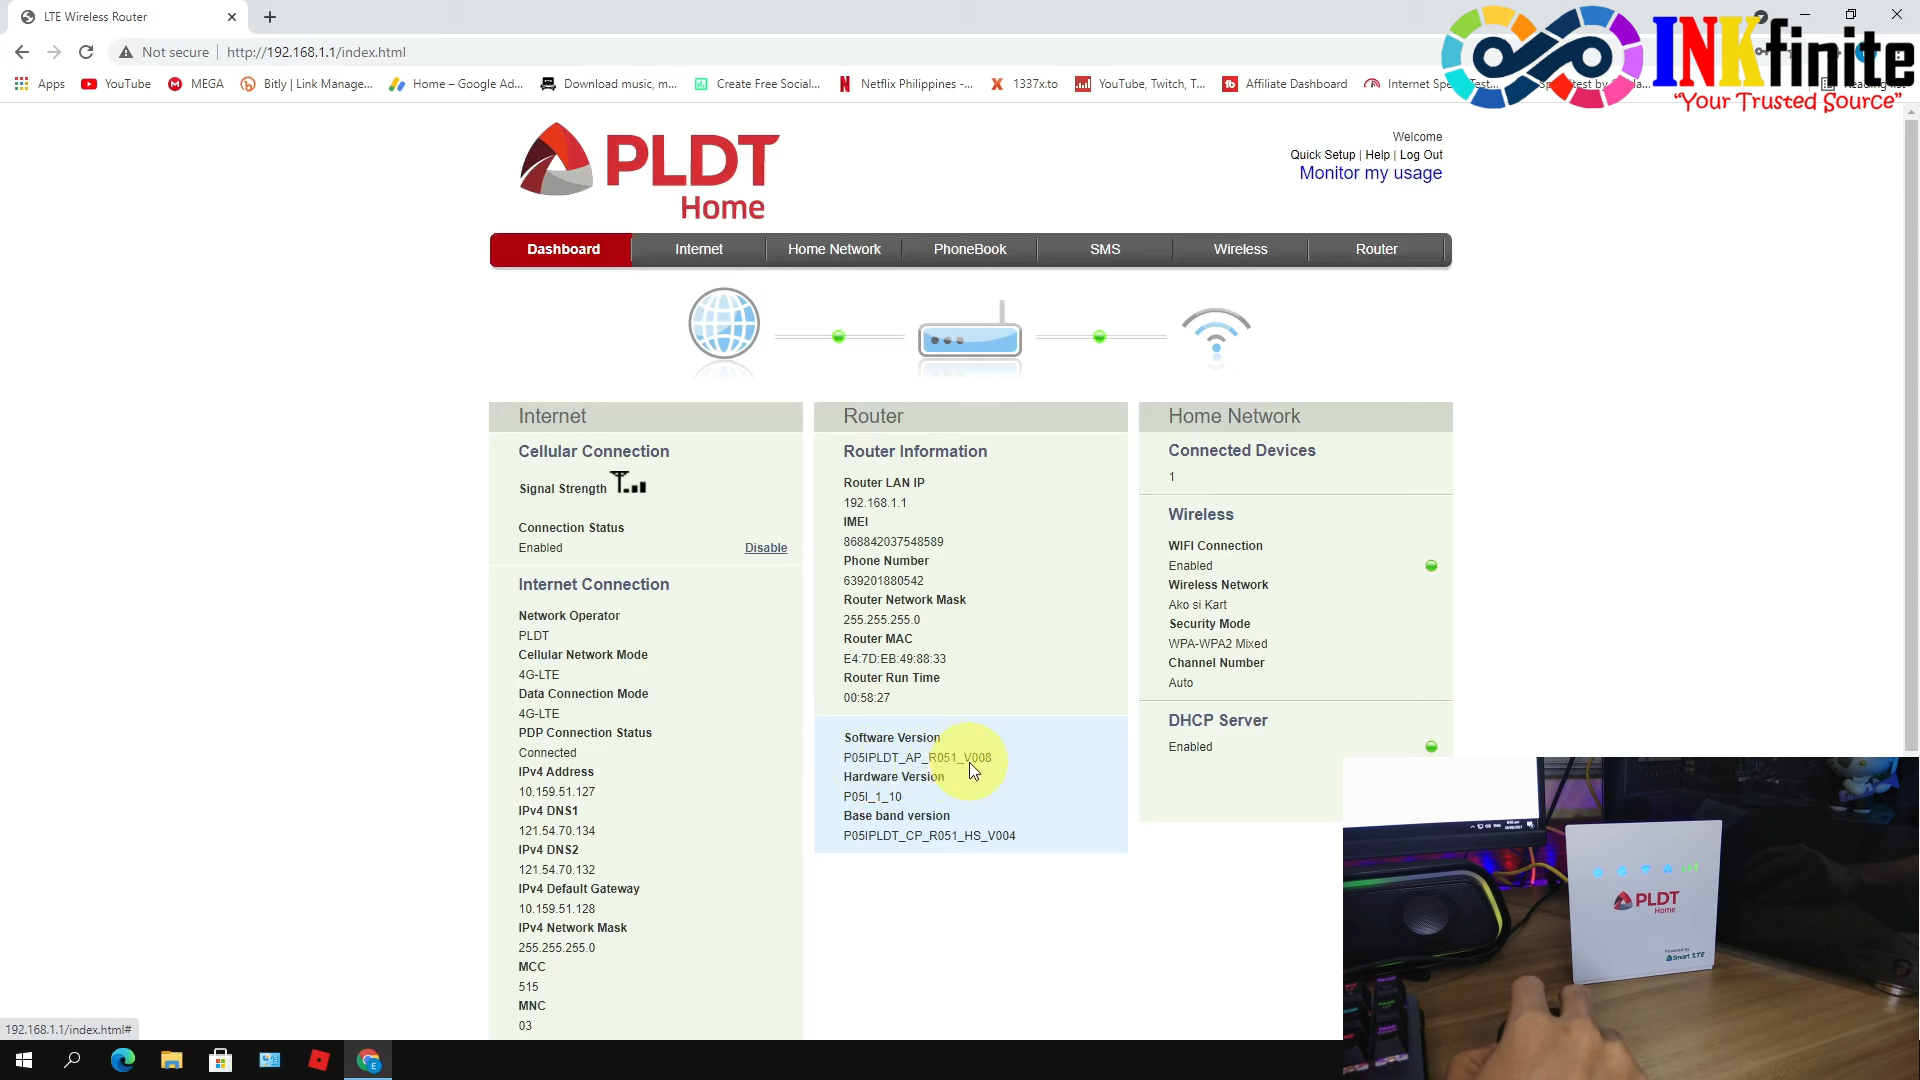 LTE Wireless Router
Not secure
http://192.168.1.1/index.html
INKfinite
"Your Trusted Source"
Apps
YouTube
MEGA
Bitly | Link Manage...
Home – Google Ad...
Download music, m...
Create Free Social...
Netflix Philippines -...
1337x.to
YouTube, Twitch, T...
Affiliate Dashboard
PLDT
Home
Welcome
Quick Setup | Help | Log Out
Monitor my usage
Dashboard
Internet
Home Network
PhoneBook
SMS
Wireless
Router
Internet
Cellular Connection
Signal Strength
Connection Status
Enabled
Disable
Internet Connection
Network Operator
PLDT
Cellular Network Mode
4G-LTE
Data Connection Mode
4G-LTE
PDP Connection Status
Connected
IPv4 Address
10.159.51.127
IPv4 DNS1
121.54.70.134
IPv4 DNS2
121.54.70.132
IPv4 Default Gateway
10.159.51.128
IPv4 Network Mask
255.255.255.0
MCC
515
MNC
03
Router
Router Information
Router LAN IP
192.168.1.1
IMEI
868842037548589
Phone Number
639201880542
Router Network Mask
255.255.255.0
Router MAC
E4:7D:EB:49:88:33
Router Run Time
00:58:27
Software Version
P05IPLDT_AP_R051_V008
Hardware Version
P05I_1_10
Base band version
P05IPLDT_CP_R051_HS_V004
Home Network
Connected Devices
1
Wireless
WIFI Connection
Enabled
Wireless Network
Ako si Kart
Security Mode
WPA-WPA2 Mixed
Channel Number
Auto
DHCP Server
Enabled
PLDT
Home
Powered by
Smart LTE
192.168.1.1/index.html#